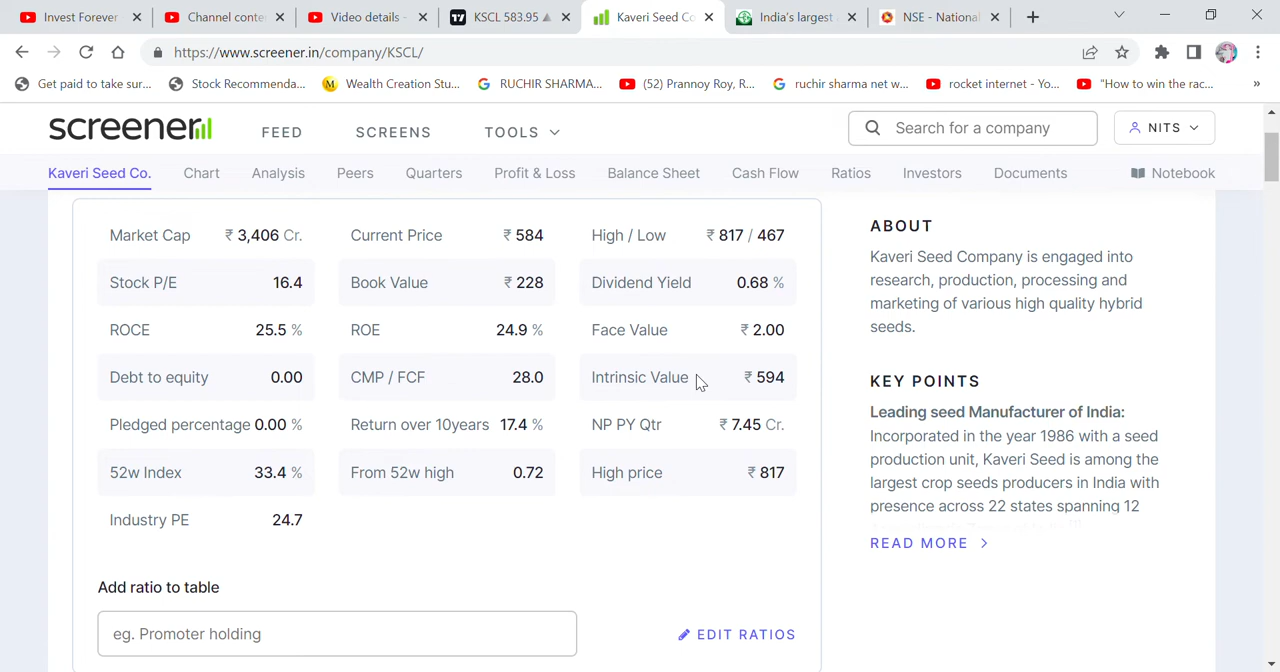 Invest Forever
Channel conte
Video details -
KSCL 583.95
Kaveri Seed Co
India's largest
NSE - National
https://www.screener.in/company/KSCL/
Get paid to take sur...
Stock Recommenda...
Wealth Creation Stu...
RUCHIR SHARMA...
(52) Prannoy Roy, R...
ruchir sharma net w...
rocket internet - Yo...
"How to win the rac...
»
screener
FEED
SCREENS
TOOLS
Search for a company
NITS
Kaveri Seed Co.
Chart
Analysis
Peers
Quarters
Profit & Loss
Balance Sheet
Cash Flow
Ratios
Investors
Documents
Notebook
Market Cap ₹ 3,406 Cr.
Current Price ₹ 584
High / Low ₹ 817 / 467
Stock P/E 16.4
Book Value ₹ 228
Dividend Yield 0.68 %
ROCE 25.5 %
ROE 24.9 %
Face Value ₹ 2.00
Debt to equity 0.00
CMP / FCF 28.0
Intrinsic Value ₹ 594
Pledged percentage 0.00 %
Return over 10years 17.4 %
NP PY Qtr ₹ 7.45 Cr.
52w Index 33.4 %
From 52w high 0.72
High price ₹ 817
Industry PE 24.7
Add ratio to table
eg. Promoter holding
EDIT RATIOS
ABOUT
Kaveri Seed Company is engaged into
research, production, processing and
marketing of various high quality hybrid
seeds.
KEY POINTS
Leading seed Manufacturer of India:
Incorporated in the year 1986 with a seed
production unit, Kaveri Seed is among the
largest crop seeds producers in India with
presence across 22 states spanning 12
READ MORE